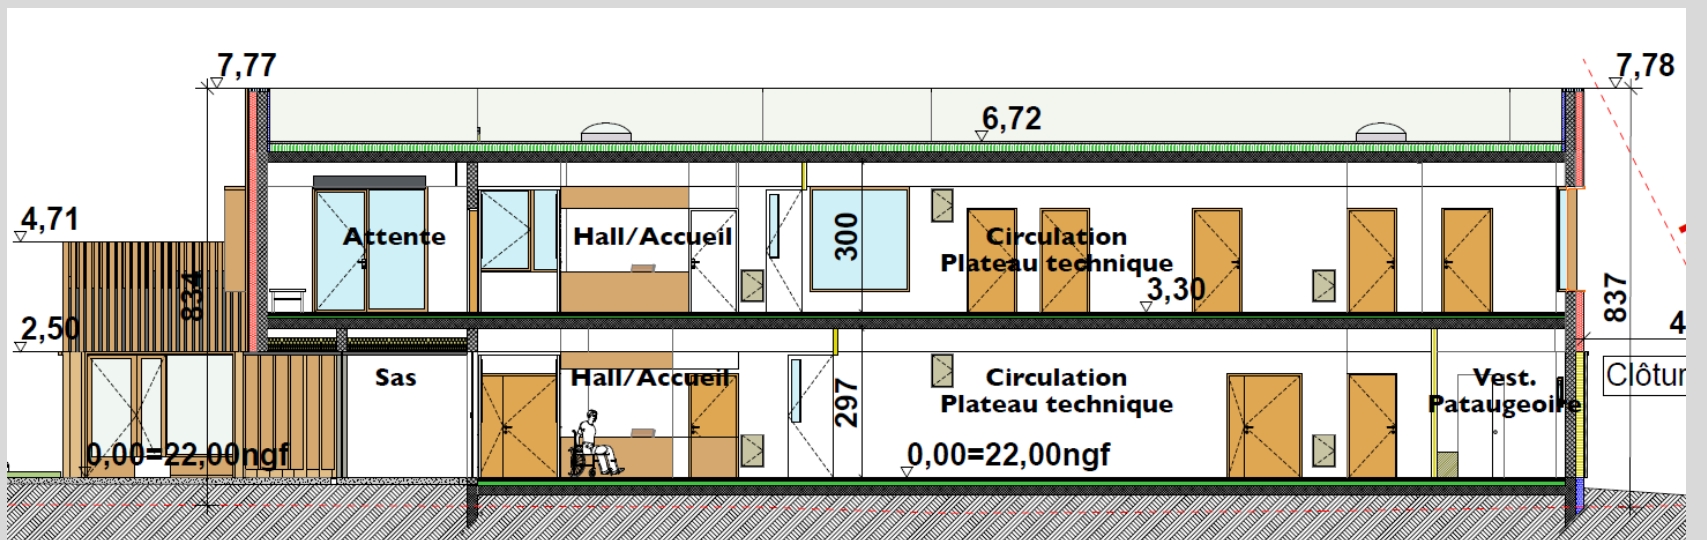 7,77
7,78
6,72
4,71
Attente
Hall/Accueil
300
Circulation
Plateau technique
834
3,30
837
2,50
4
Sas
Hall/Accueil
297
Circulation
Plateau technique
Vest.
Pataugeoire
Clôtur
0,00=22,00ngf
0,00=22,00ngf